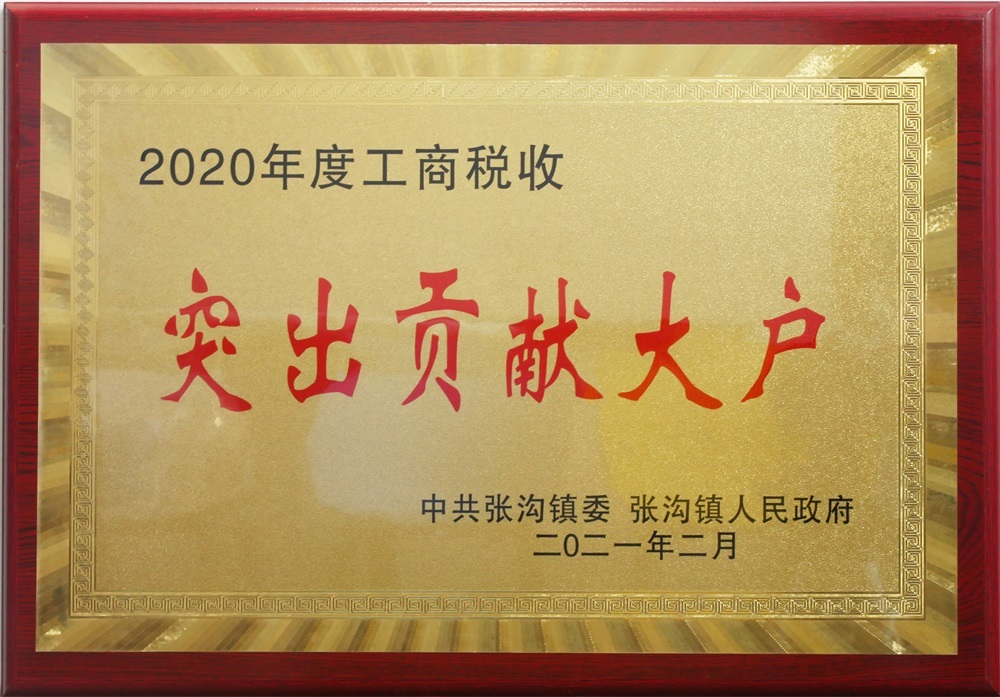 2020年度工商税收
突出贡献大户
中共张沟镇委 张沟镇人民政府
二0二一年二月